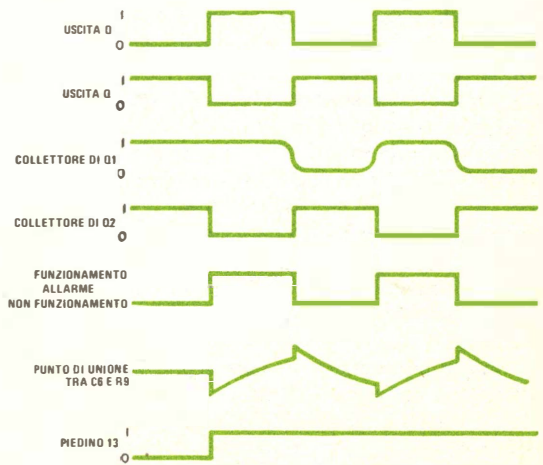 1
USCITA Q
0
1
USCITA Q
0
1
COLLETTORE DI Q1
0
1
COLLETTORE DI Q2
0
FUNZIONAMENTO
ALLARME
NON FUNZIONAMENTO
PUNTO DI UNIONE
TRA C6 E R9
1
PIEDINO 13
0